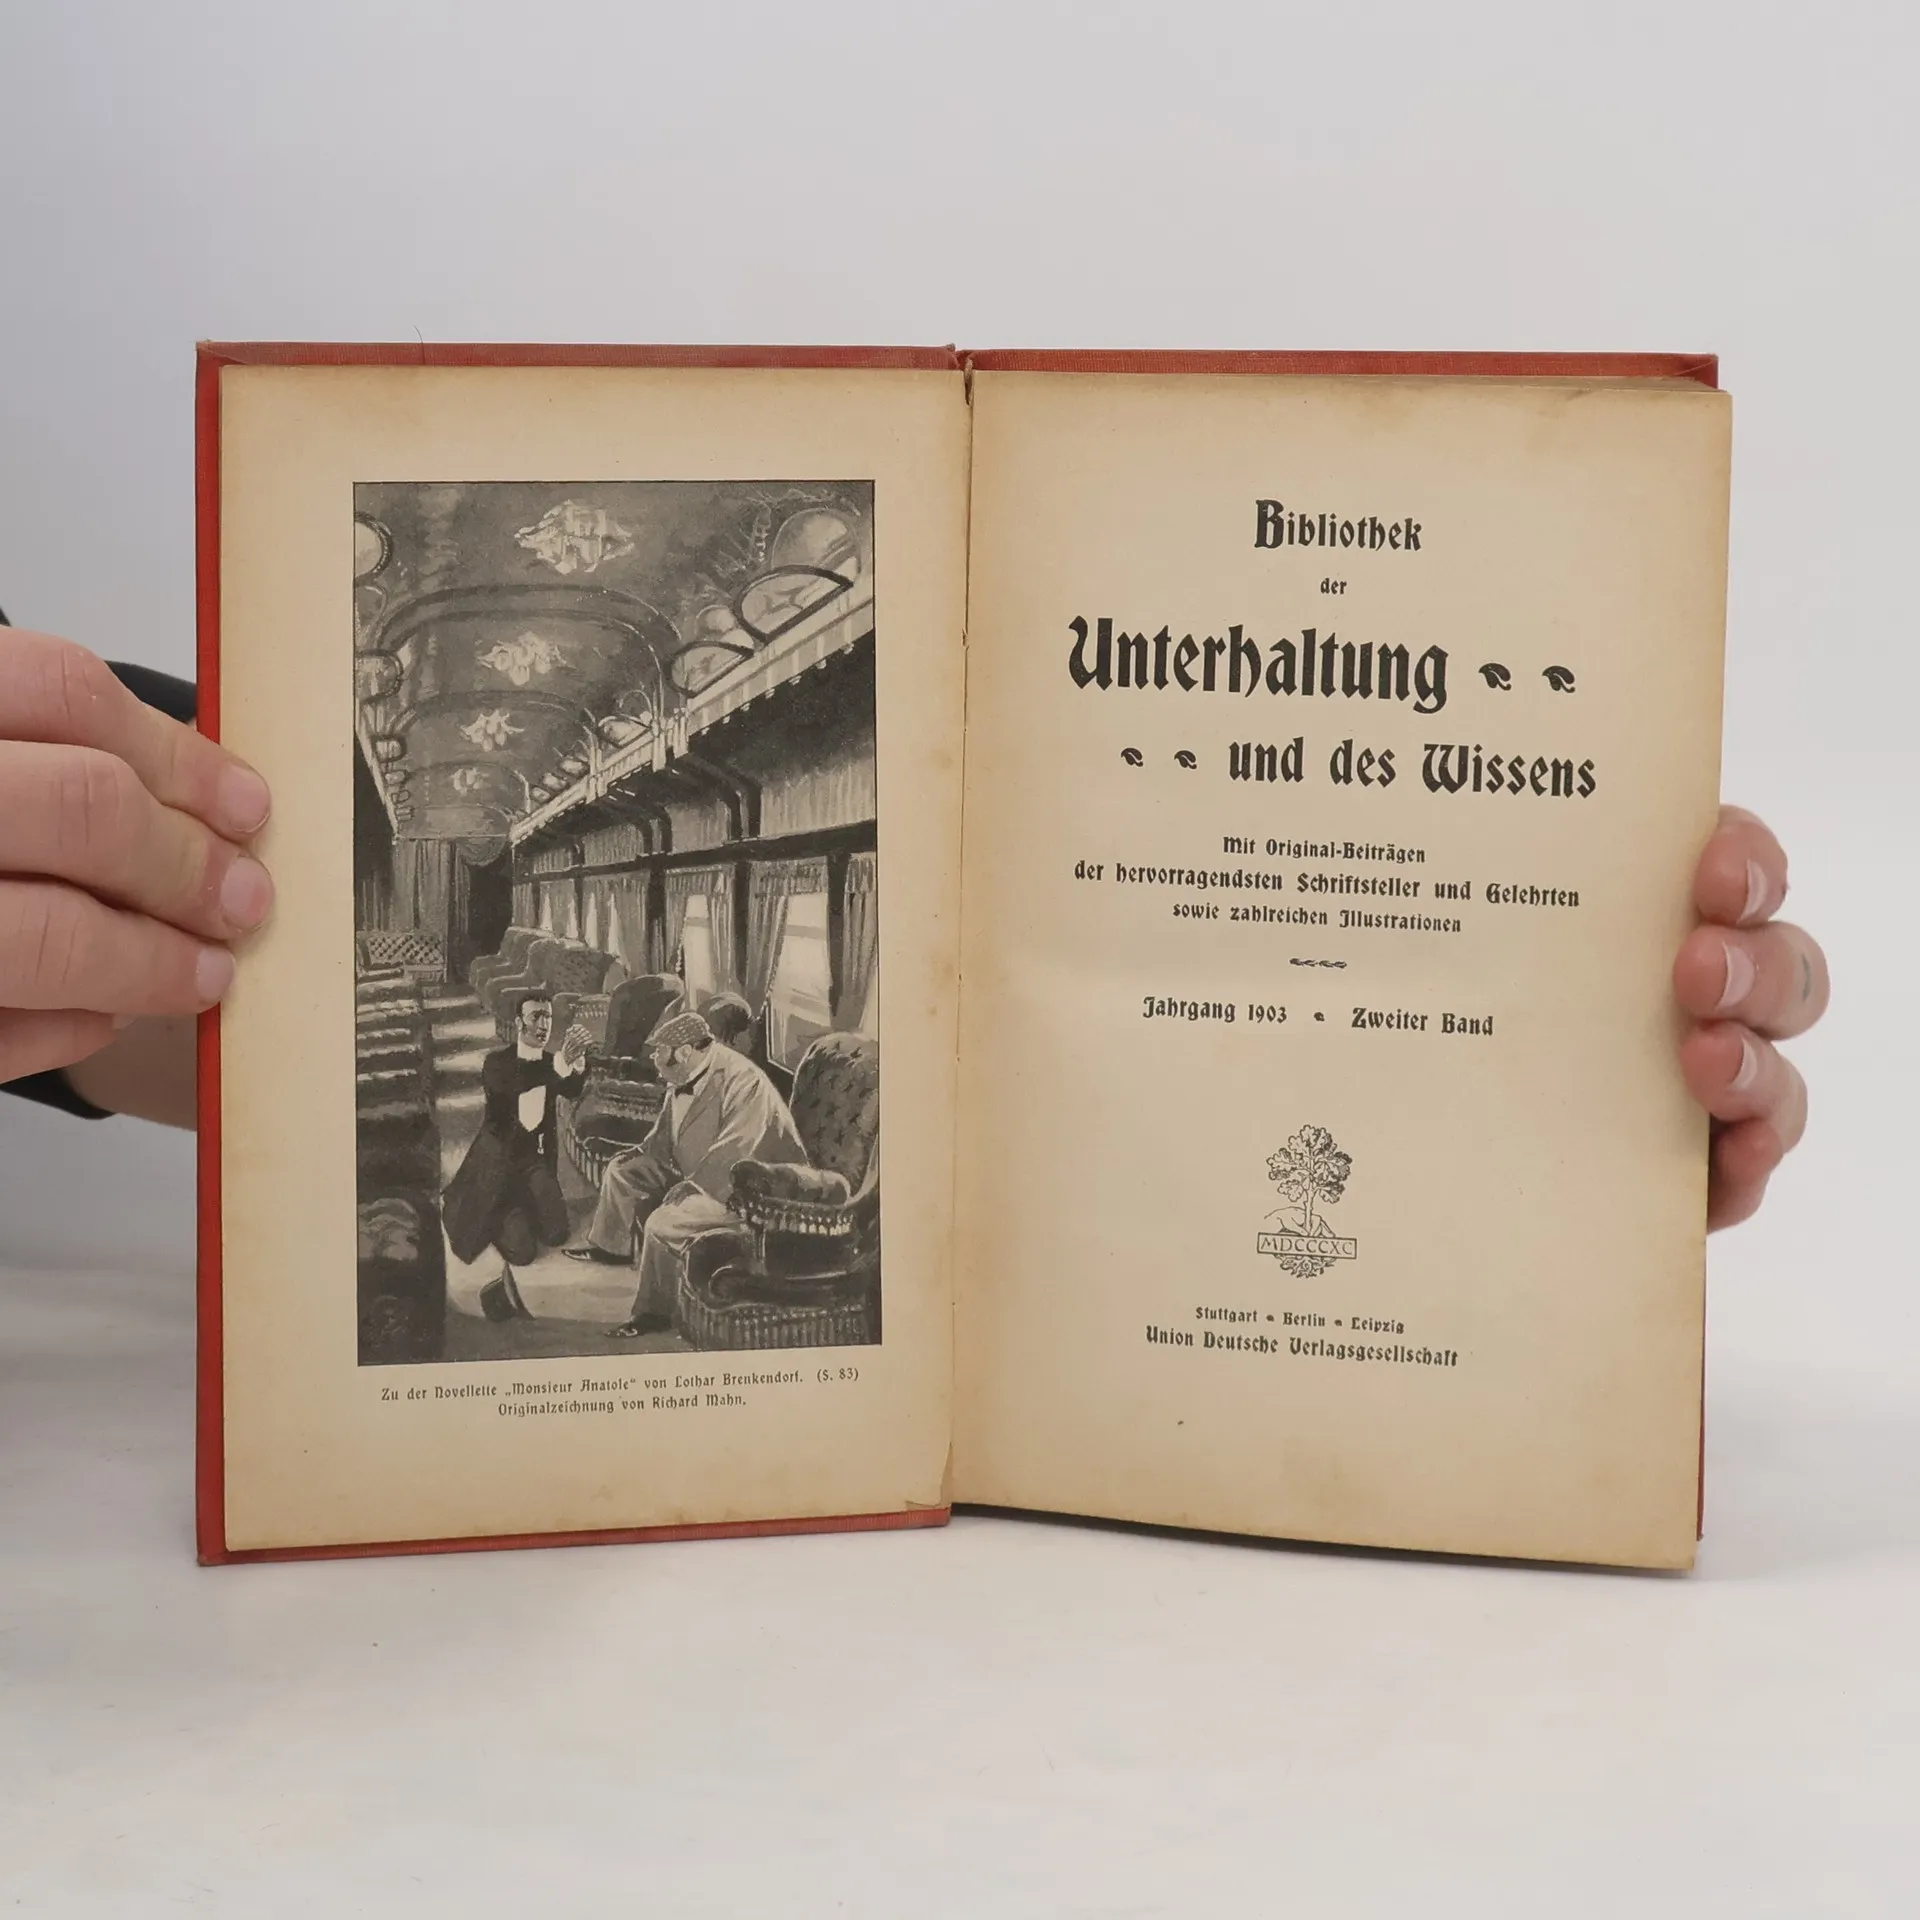 Zu der Novellette „Monsieur Anatole“ von Lothar Brenkendorf. (S. 83)
Originalzeichnung von Richard Mahn.
Bibliothek
der
Unterhaltung
und des Wissens
Mit Original-Beiträgen
der hervorragendsten Schriftsteller und Gelehrten
sowie zahlreichen Illustrationen
Jahrgang 1903 • Zweiter Band
MDCCCXC
Stuttgart • Berlin • Leipzig
Union Deutsche Verlagsgesellschaft